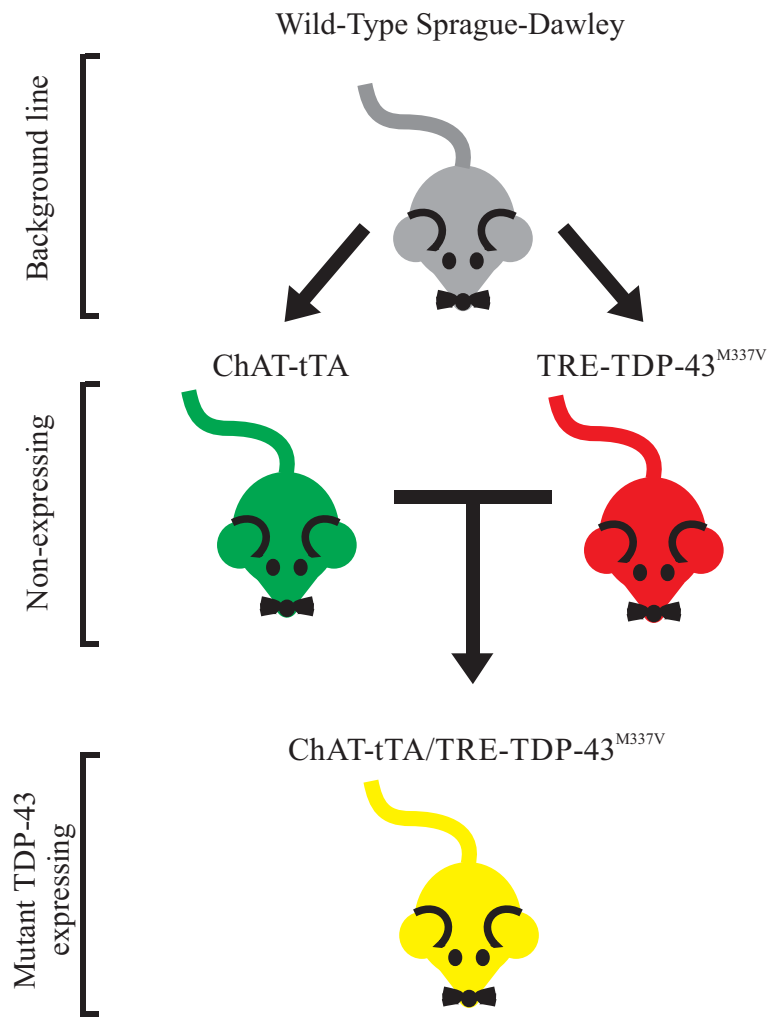 Wild-Type Sprague-Dawley
Background line
ChAT-tTA
TRE-TDP-43M337V
Non-expressing
ChAT-tTA/TRE-TDP-43M337V
Mutant TDP-43
expressing